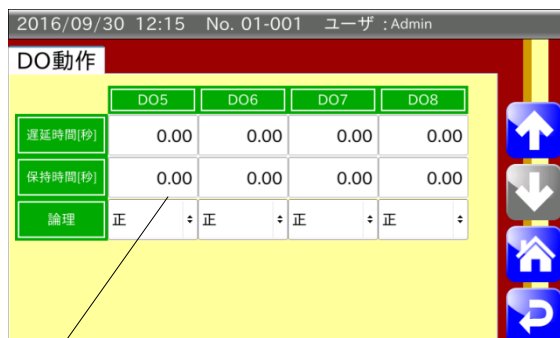 2016/09/30 12:15 No. 01-001 ユーザ :Admin
DO動作
DO5 DO6 DO7 DO8
遅延時間[秒] 0.00 0.00 0.00 0.00
保持時間[秒] 0.00 0.00 0.00 0.00
論理 正 正 正 正